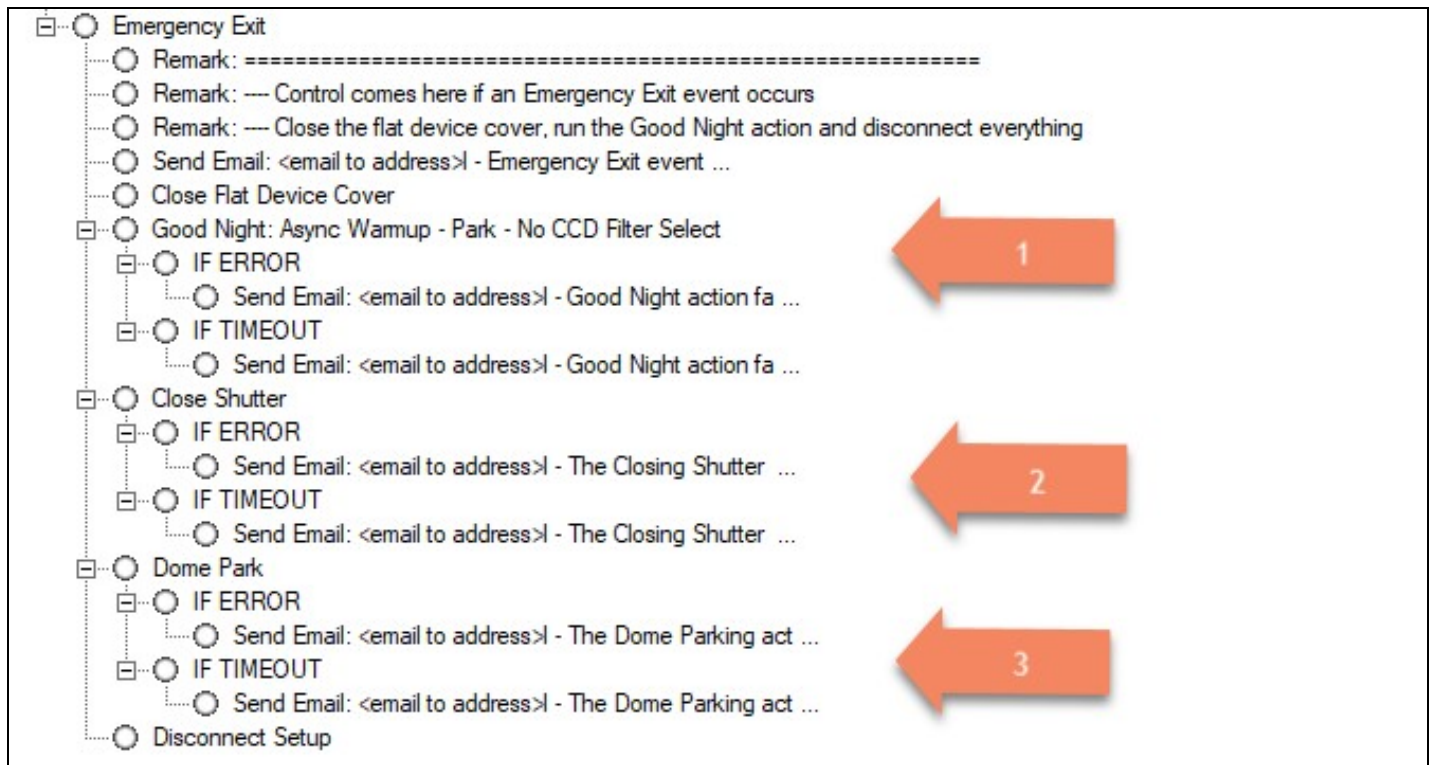 Emergency Exit
Remark: ==========================================================
Remark: ---- Control comes here if an Emergency Exit event occurs
Remark: ---- Close the flat device cover, run the Good Night action and disconnect everything
Send Email: <email to address>l - Emergency Exit event ...
Close Flat Device Cover
Good Night: Async Warmup - Park - No CCD Filter Select
1
IF ERROR
Send Email: <email to address>l - Good Night action fa ...
IF TIMEOUT
Send Email: <email to address>l - Good Night action fa ...
Close Shutter
IF ERROR
Send Email: <email to address>l - The Closing Shutter ...
2
IF TIMEOUT
Send Email: <email to address>l - The Closing Shutter ...
Dome Park
IF ERROR
Send Email: <email to address>l - The Dome Parking act ...
3
IF TIMEOUT
Send Email: <email to address>l - The Dome Parking act ...
Disconnect Setup